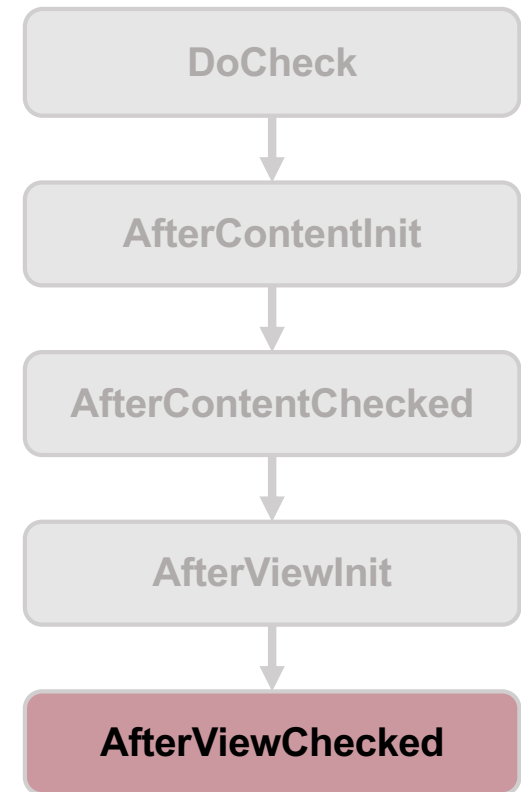 DoCheck
AfterContentInit
AfterContentChecked
AfterViewInit
AfterViewChecked